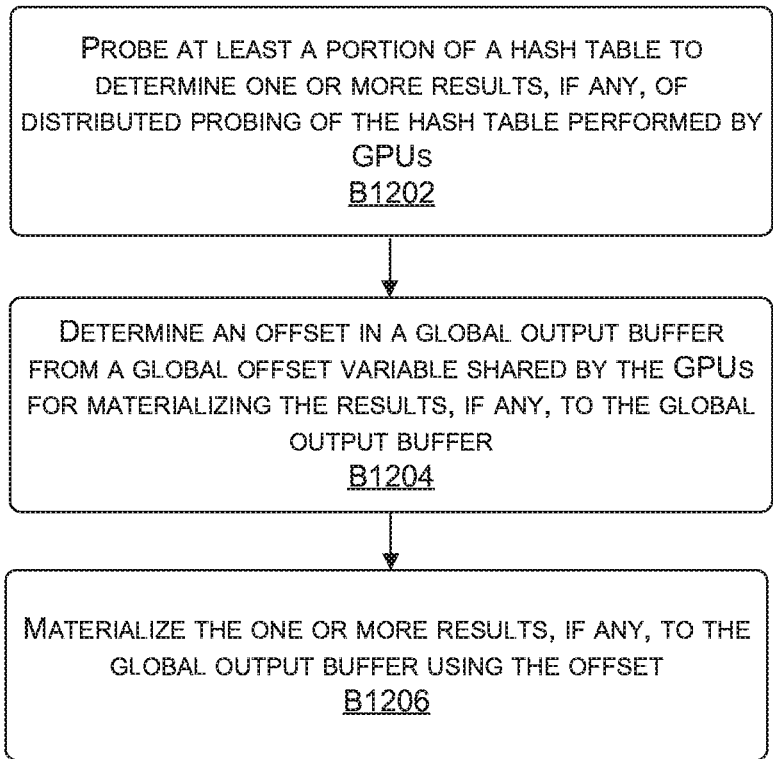 PROBE AT LEAST A PORTION OF A HASH TABLE TO
DETERMINE ONE OR MORE RESULTS, IF ANY, OF
DISTRIBUTED PROBING OF THE HASH TABLE PERFORMED BY
GPUS
B1202
DETERMINE AN OFFSET IN A GLOBAL OUTPUT BUFFER
FROM A GLOBAL OFFSET VARIABLE SHARED BY THE GPUS
FOR MATERIALIZING THE RESULTS, IF ANY, TO THE GLOBAL
OUTPUT BUFFER
B1204
MATERIALIZE THE ONE OR MORE RESULTS, IF ANY, TO THE
GLOBAL OUTPUT BUFFER USING THE OFFSET
B1206